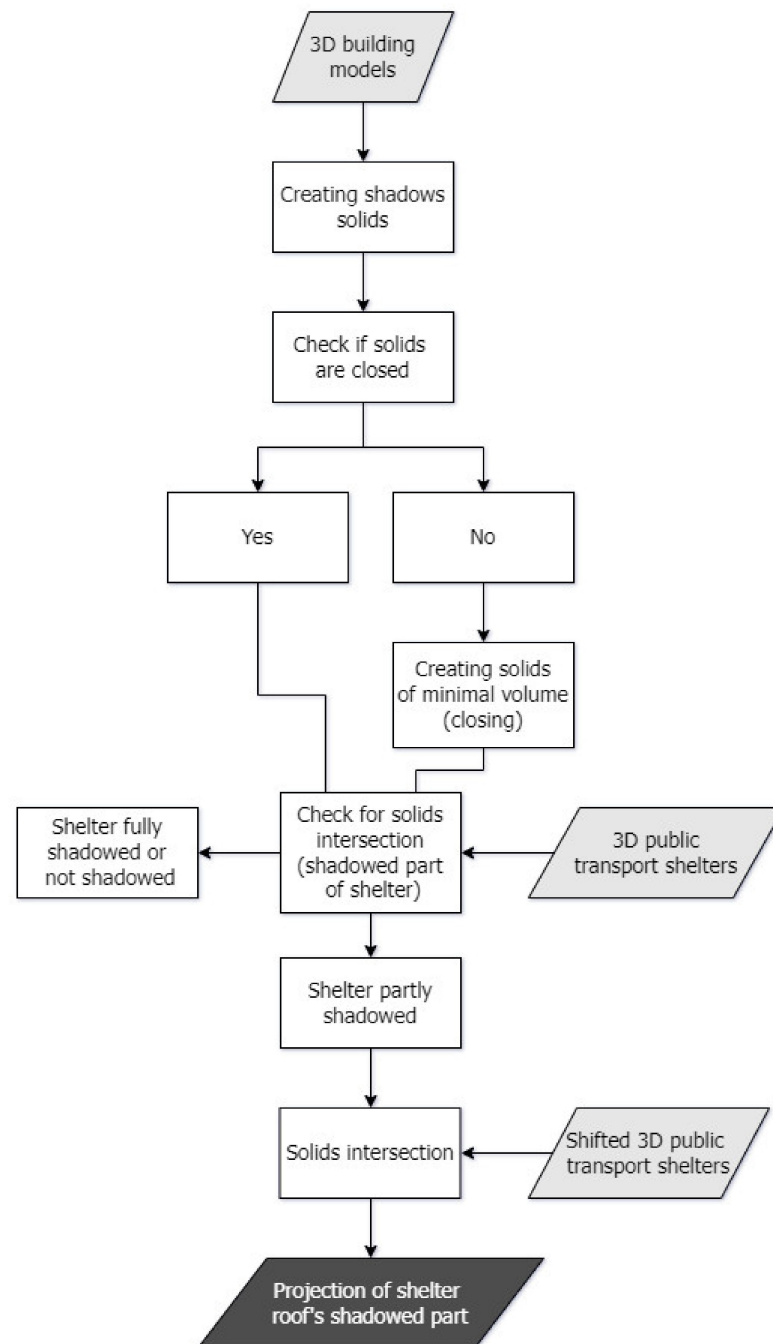 3D building
models
Creating shadows
solids
Check if solids
are closed
Yes
No
Creating solids
of minimal volume
(closing)
Shelter fully
shadowed or
not shadowed
Check for solids
intersection
(shadowed part
of shelter)
3D public
transport shelters
Shelter partly
shadowed
Solids intersection
Shifted 3D public
transport shelters
Projection of shelter
roof's shadowed part